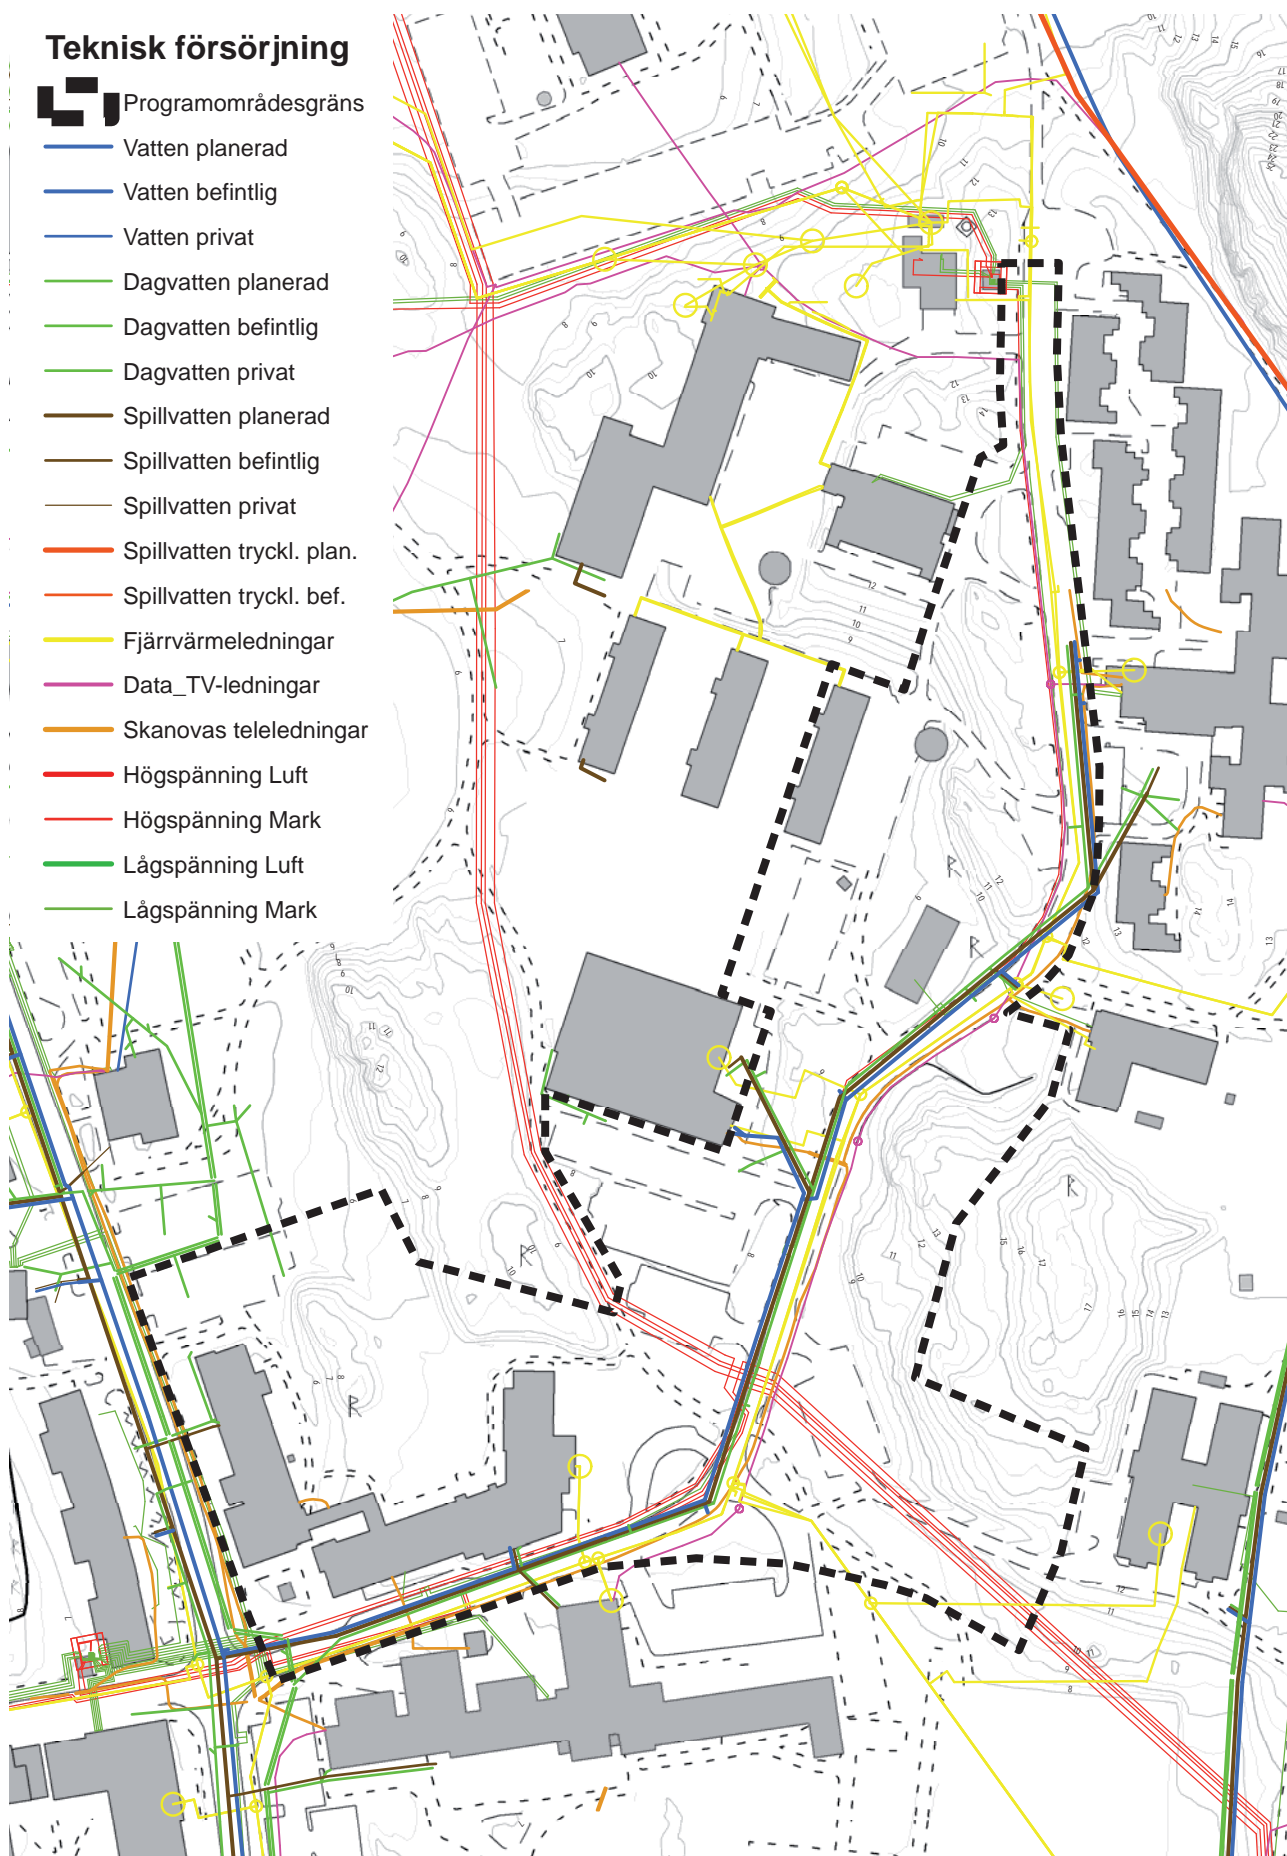 Teknisk försörjning
Programområdesgräns
Vatten planerad
Vatten befintlig
Vatten privat
Dagvatten planerad
Dagvatten befintlig
Dagvatten privat
Spillvatten planerad
Spillvatten befintlig
Spillvatten privat
Spillvatten tryckl. plan.
Spillvatten tryckl. bef.
Fjärrvärmeledningar
Data_TV-ledningar
Skanovas teleledningar
Högspänning Luft
Högspänning Mark
Lågspänning Luft
Lågspänning Mark